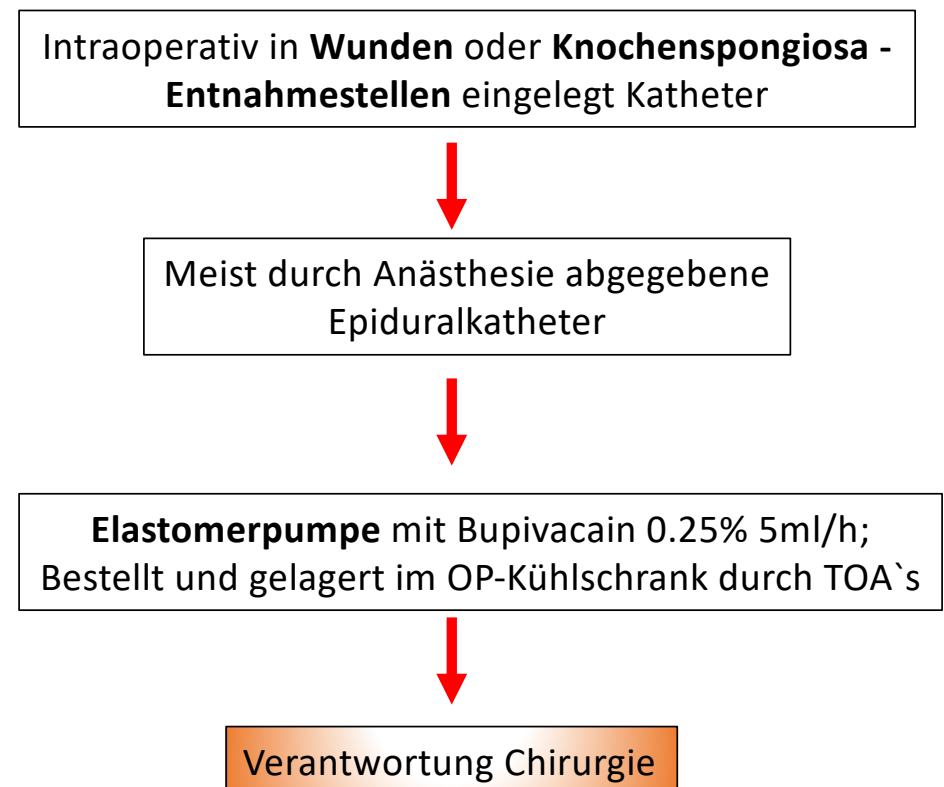 Intraoperativ in Wunden oder Knochenspongiosa -
Entnahmestellen eingelegt Katheter
Meist durch Anästhesie abgegebene
Epiduralkatheter
Elastomerpumpe mit Bupivacain 0.25% 5ml/h;
Bestellt und gelagert im OP-Kühlschrank durch TOA`s
Verantwortung Chirurgie